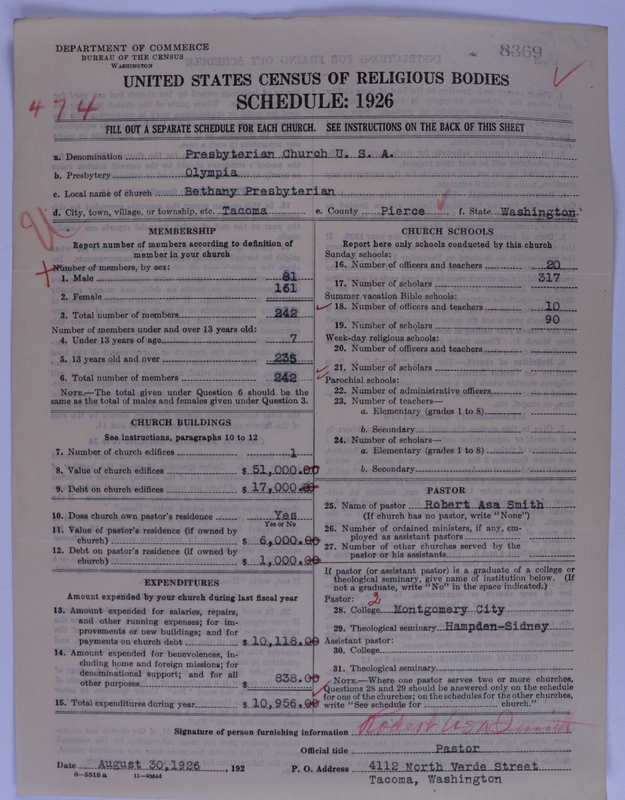 DEPARTMENT OF COMMERCE
BUREAU OF THE CENSUS
WASHINGTON
8369
UNITED STATES CENSUS OF RELIGIOUS BODIES
SCHEDULE: 1926
474
FILL OUT A SEPARATE SCHEDULE FOR EACH CHURCH. SEE INSTRUCTIONS ON THE BACK OF THIS SHEET
a. Denomination Presbyterian Church U. S. A.
b. Presbytery Olympia
c. Local name of church Bethany Presbyterian
d. City, town, village, or township, etc. Tacoma e. County Pierce f. State Washington
MEMBERSHIP
Report number of members according to definition of
member in your church
Number of members, by sex:
1. Male 81
2. Female 161
3. Total number of members 242
Number of members under and over 13 years old:
4. Under 13 years of age 7
5. 13 years old and over 235
6. Total number of members 242
NOTE.—The total given under Question 6 should be the
same as the total of males and females given under Question 3.
CHURCH BUILDINGS
See instructions, paragraphs 10 to 12
7. Number of church edifices 1
8. Value of church edifices $ 51,000.00
9. Debt on church edifices $ 17,000.00
10. Does church own pastor's residence Yes
Yes or No
11. Value of pastor's residence (if owned by
church) $ 6,000.00
12. Debt on pastor's residence (if owned by
church) $ 1,000.00
EXPENDITURES
Amount expended by your church during last fiscal year
13. Amount expended for salaries, repairs,
and other running expenses; for im-
provements or new buildings; and for
payments on church debt $ 10,118.00
14. Amount expended for benevolences, in-
cluding home and foreign missions; for
denominational support; and for all
other purposes $ 838.00
15. Total expenditures during year $ 10,956.00
CHURCH SCHOOLS
Report here only schools conducted by this church
Sunday schools:
16. Number of officers and teachers 20
17. Number of scholars 317
Summer vacation Bible schools:
18. Number of officers and teachers 10
19. Number of scholars 90
Week-day religious schools:
20. Number of officers and teachers
21. Number of scholars
Parochial schools:
22. Number of administrative officers
23. Number of teachers—
a. Elementary (grades 1 to 8)
b. Secondary
24. Number of scholars—
a. Elementary (grades 1 to 8)
b. Secondary
PASTOR
25. Name of pastor Robert Asa Smith
(If church has no pastor, write "None")
26. Number of ordained ministers, if any, em-
ployed as assistant pastors
27. Number of other churches served by the
pastor or his assistants
If pastor (or assistant pastor) is a graduate of a college or
theological seminary, give name of institution below. (If
not a graduate, write "No" in the space indicated.)
Pastor: 2
28. College Montgomery City
29. Theological seminary Hampden-Sidney
Assistant pastor:
30. College
31. Theological seminary
NOTE.—Where one pastor serves two or more churches,
Questions 28 and 29 should be answered only on the schedule
for one of the churches; on the schedules for the other churches,
write "See schedule for church."
Signature of person furnishing information Robert Asa Smith
Official title Pastor
Date August 30,1926, 192 P. O. Address 4112 North Verde Street
8—5518 a Tacoma, Washington